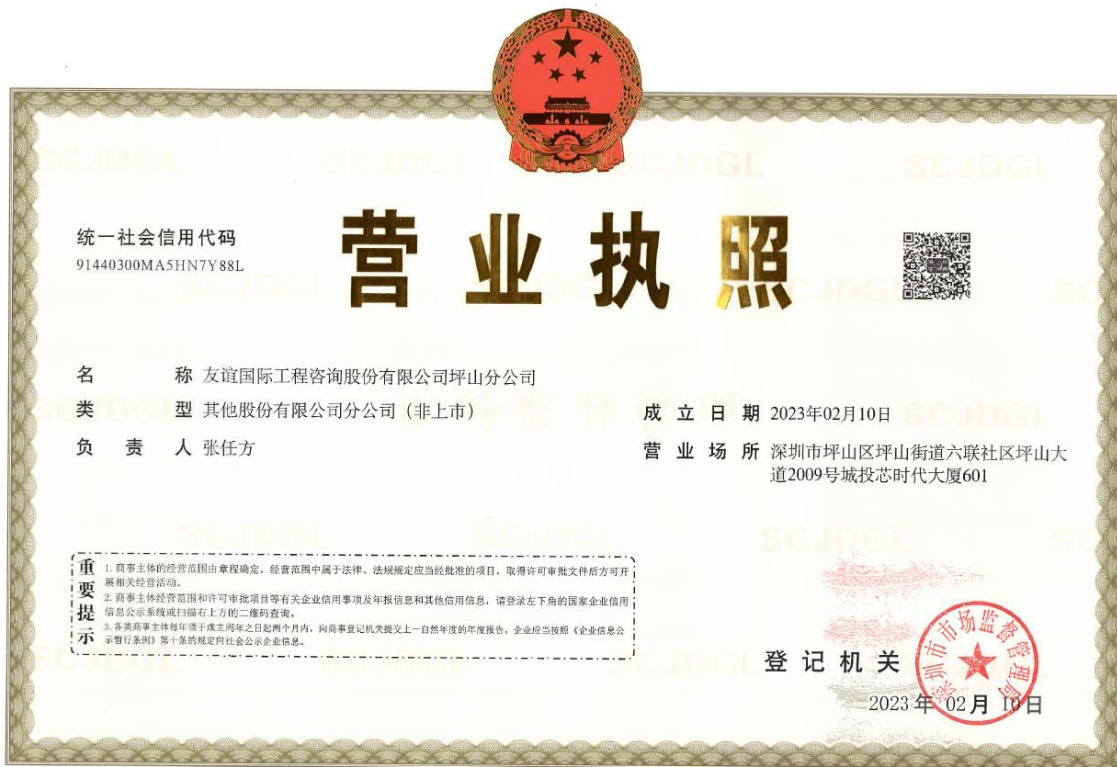 统一社会信用代码
91440300MA5HN7Y88L
营业执照
名称 友谊国际工程咨询股份有限公司坪山分公司
类型 其他股份有限公司分公司（非上市）
负责人 张任方
成立日期 2023年02月10日
营业场所 深圳市坪山区坪山街道六联社区坪山大
道2009号城投芯时代大厦601
重要提示
1.商事主体的经营范围由章程确定，经营范围中属于法律、法规规定应当经批准的项目，取得许可审批文件后方可开
展相关经营活动。
2.商事主体经营范围和许可审批项目等有关企业信用事项及年报信息和其他信用信息，请登录左下角的国家企业信用
信息公示系统或扫描右上方的二维码查询。
3.各类商事主体每年须于成立周年之日起两个月内，向商事登记机关提交上一自然年度的年度报告。企业应当按照《企业信息公
示暂行条例》第十条的规定向社会公示企业信息。
登记机关
深圳市市场监督管理局
2023年02月10日
SCJDGL